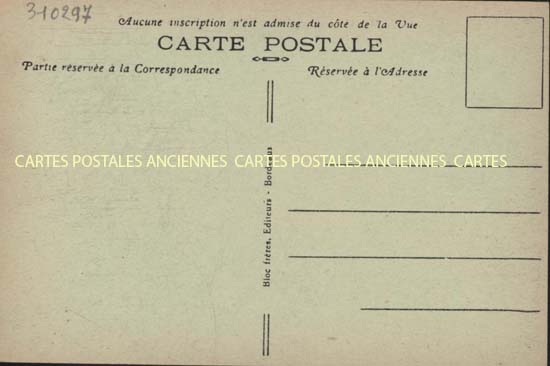 310297
Aucune inscription n'est admise du côté de la Vue
CARTE POSTALE
Partie réservée à la Correspondance
Réservée à l'Adresse
CARTES POSTALES ANCIENNES CARTES POSTALES ANCIENNES CARTES
Bloc frères, Editeurs - Bordeaux